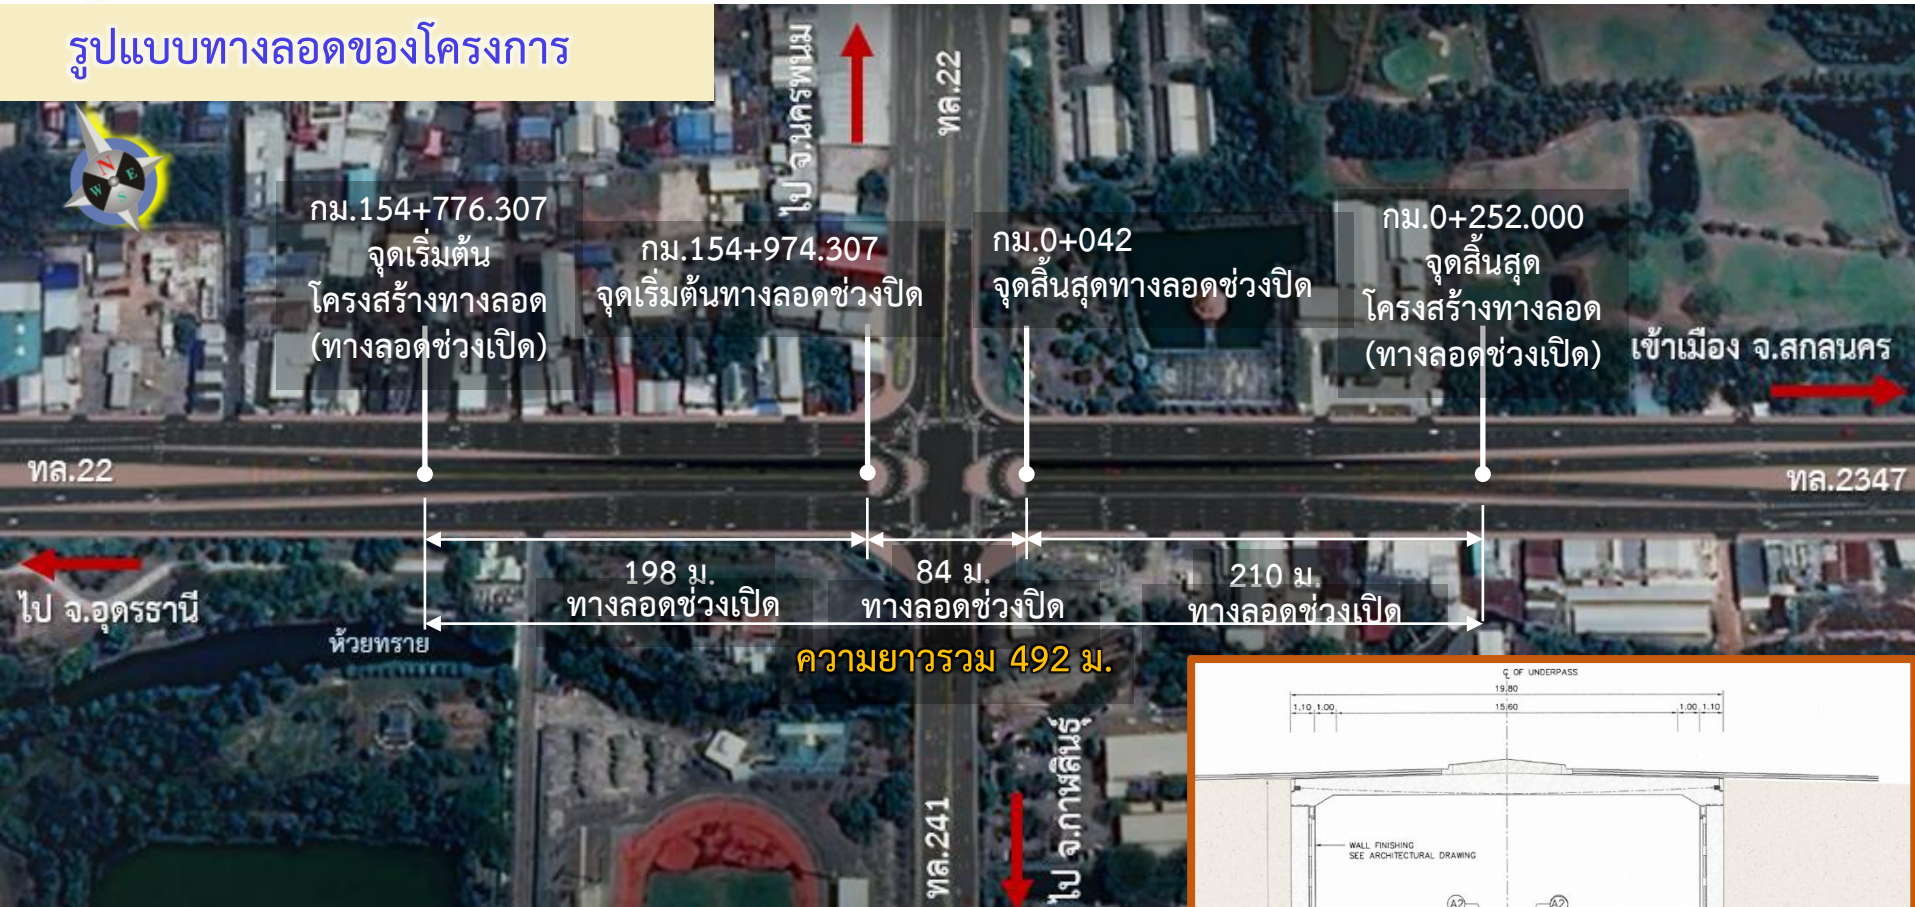 รูปแบบทางลอดของโครงการ
ไป จ.นครพนม
ทล.22
N
W
E
S
กม.154+776.307
จุดเริ่มต้น
โครงสร้างทางลอด
(ทางลอดช่วงเปิด)
กม.154+974.307
จุดเริ่มต้นทางลอดช่วงปิด
กม.0+042
จุดสิ้นสุดทางลอดช่วงปิด
กม.0+252.000
จุดสิ้นสุด
โครงสร้างทางลอด
(ทางลอดช่วงเปิด)
เข้าเมือง จ.สกลนคร
ทล.22
ทล.2347
ไป จ.อุดรธานี
198 ม.
ทางลอดช่วงเปิด
84 ม.
ทางลอดช่วงปิด
210 ม.
ทางลอดช่วงเปิด
ห้วยทราย
ความยาวรวม 492 ม.
ทล.241
ไป จ.กาฬสินธุ์
℄ OF UNDERPASS
19.80
1.10 1.00 15.60 1.00 1.10
WALL FINISHING
SEE ARCHITECTURAL DRAWING
A2 A2